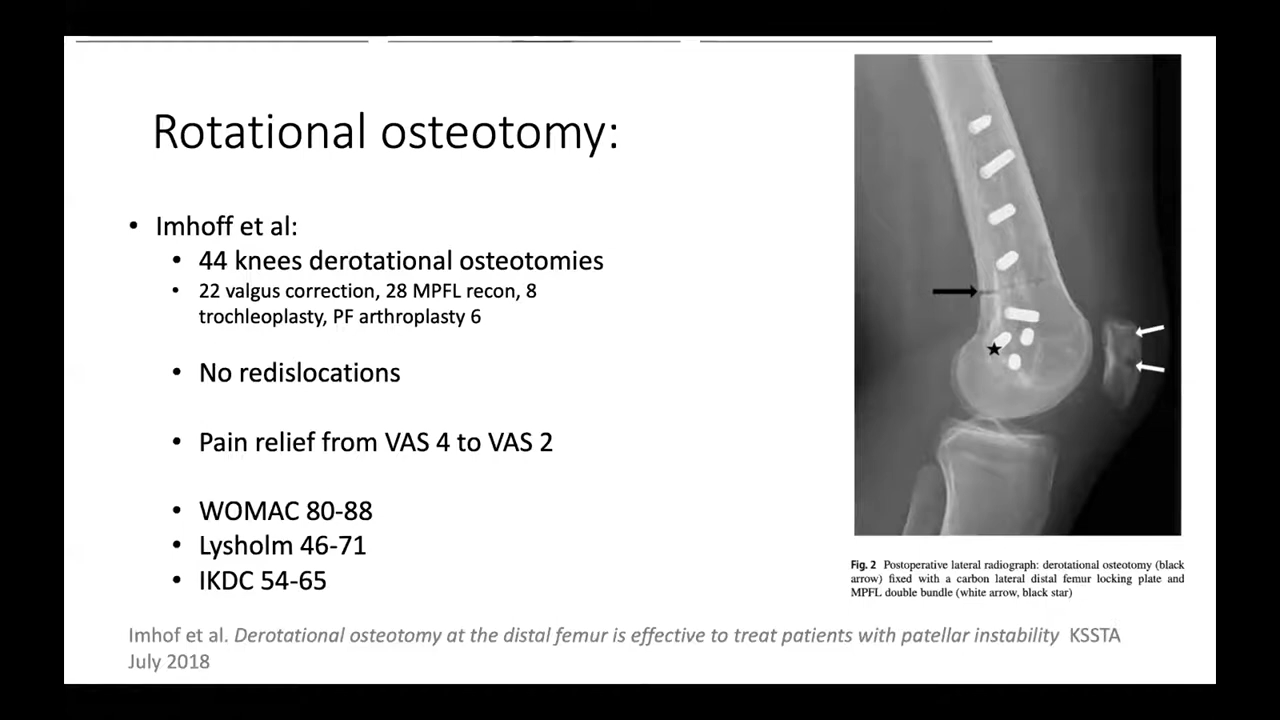 Rotational osteotomy:
• Imhoff et al:
• 44 knees derotational osteotomies
• 22 valgus correction, 28 MPFL recon, 8
trochleoplasty, PF arthroplasty 6
• No redislocations
• Pain relief from VAS 4 to VAS 2
• WOMAC 80-88
• Lysholm 46-71
• IKDC 54-65
Fig. 2 Postoperative lateral radiograph: derotational osteotomy (black
arrow) fixed with a carbon lateral distal femur locking plate and
MPFL double bundle (white arrow, black star)
Imhof et al. Derotational osteotomy at the distal femur is effective to treat patients with patellar instability KSSTA
July 2018